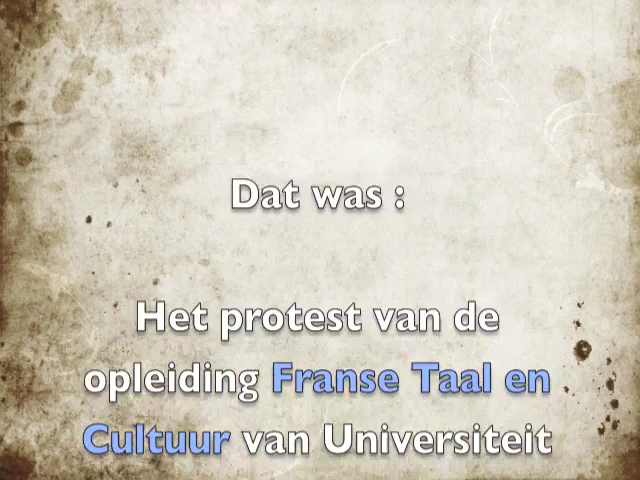 Dat was :
Het protest van de
opleiding Franse Taal en
Cultuur van Universiteit